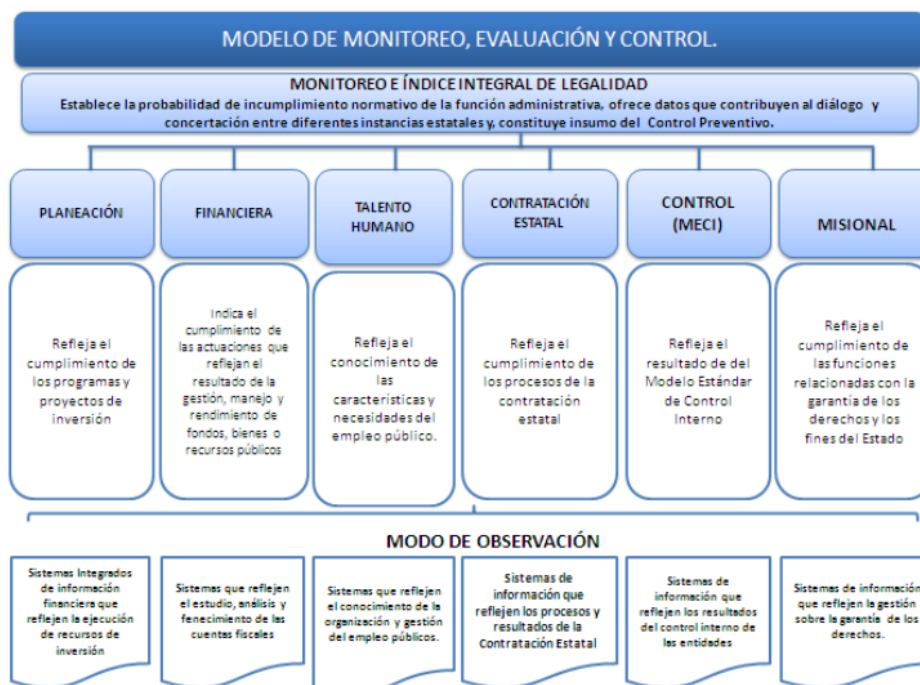 MODELO DE MONITOREO, EVALUACIÓN Y CONTROL.
MONITOREO E ÍNDICE INTEGRAL DE LEGALIDAD
Establece la probabilidad de incumplimiento normativo de la función administrativa, ofrece datos que contribuyen al diálogo y
concertación entre diferentes instancias estatales y, constituye insumo del Control Preventivo.
PLANEACIÓN
FINANCIERA
TALENTO
HUMANO
CONTRATACIÓN
ESTATAL
CONTROL
(MECI)
MISIONAL
Refleja el
cumplimiento de
los programas y
proyectos de
inversión
Indica el
cumplimiento de
las actuaciones que
reflejan el
resultado de la
gestión, manejo y
rendimiento de
fondos, bienes o
recursos públicos
Refleja el
conocimiento de
las
características y
necesidades del
empleo público.
Refleja el
cumplimiento de
los procesos de la
contratación
estatal
Refleja el
resultado de del
Modelo Estándar
de Control
Interno
Refleja el
cumplimiento de
las funciones
relacionadas con la
garantía de los
derechos y los
fines del Estado
MODO DE OBSERVACIÓN
Sistemas Integrados
de información
financiera que
reflejen la ejecución
de recursos de
inversión
Sistemas que reflejen
el estudio, análisis y
fenecimiento de las
cuentas fiscales
Sistemas que reflejen
el conocimiento de la
organización y gestión
del empleo públicos.
Sistemas de
información que
reflejen los procesos y
resultados de la
Contratación Estatal
Sistemas de
información que
reflejen los resultados
del control interno de
las entidades
Sistemas de información
que reflejen la gestión
sobre la garantía de los
derechos.